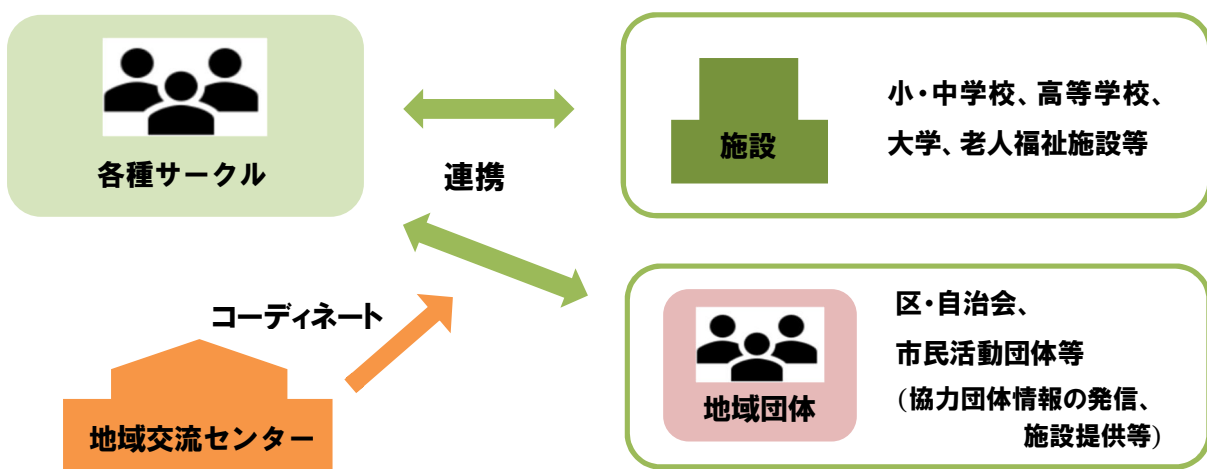 各種サークル
連携
施設
小・中学校、高等学校、
大学、老人福祉施設等
コーディネート
地域交流センター
地域団体
区・自治会、
市民活動団体等
(協力団体情報の発信、
施設提供等)